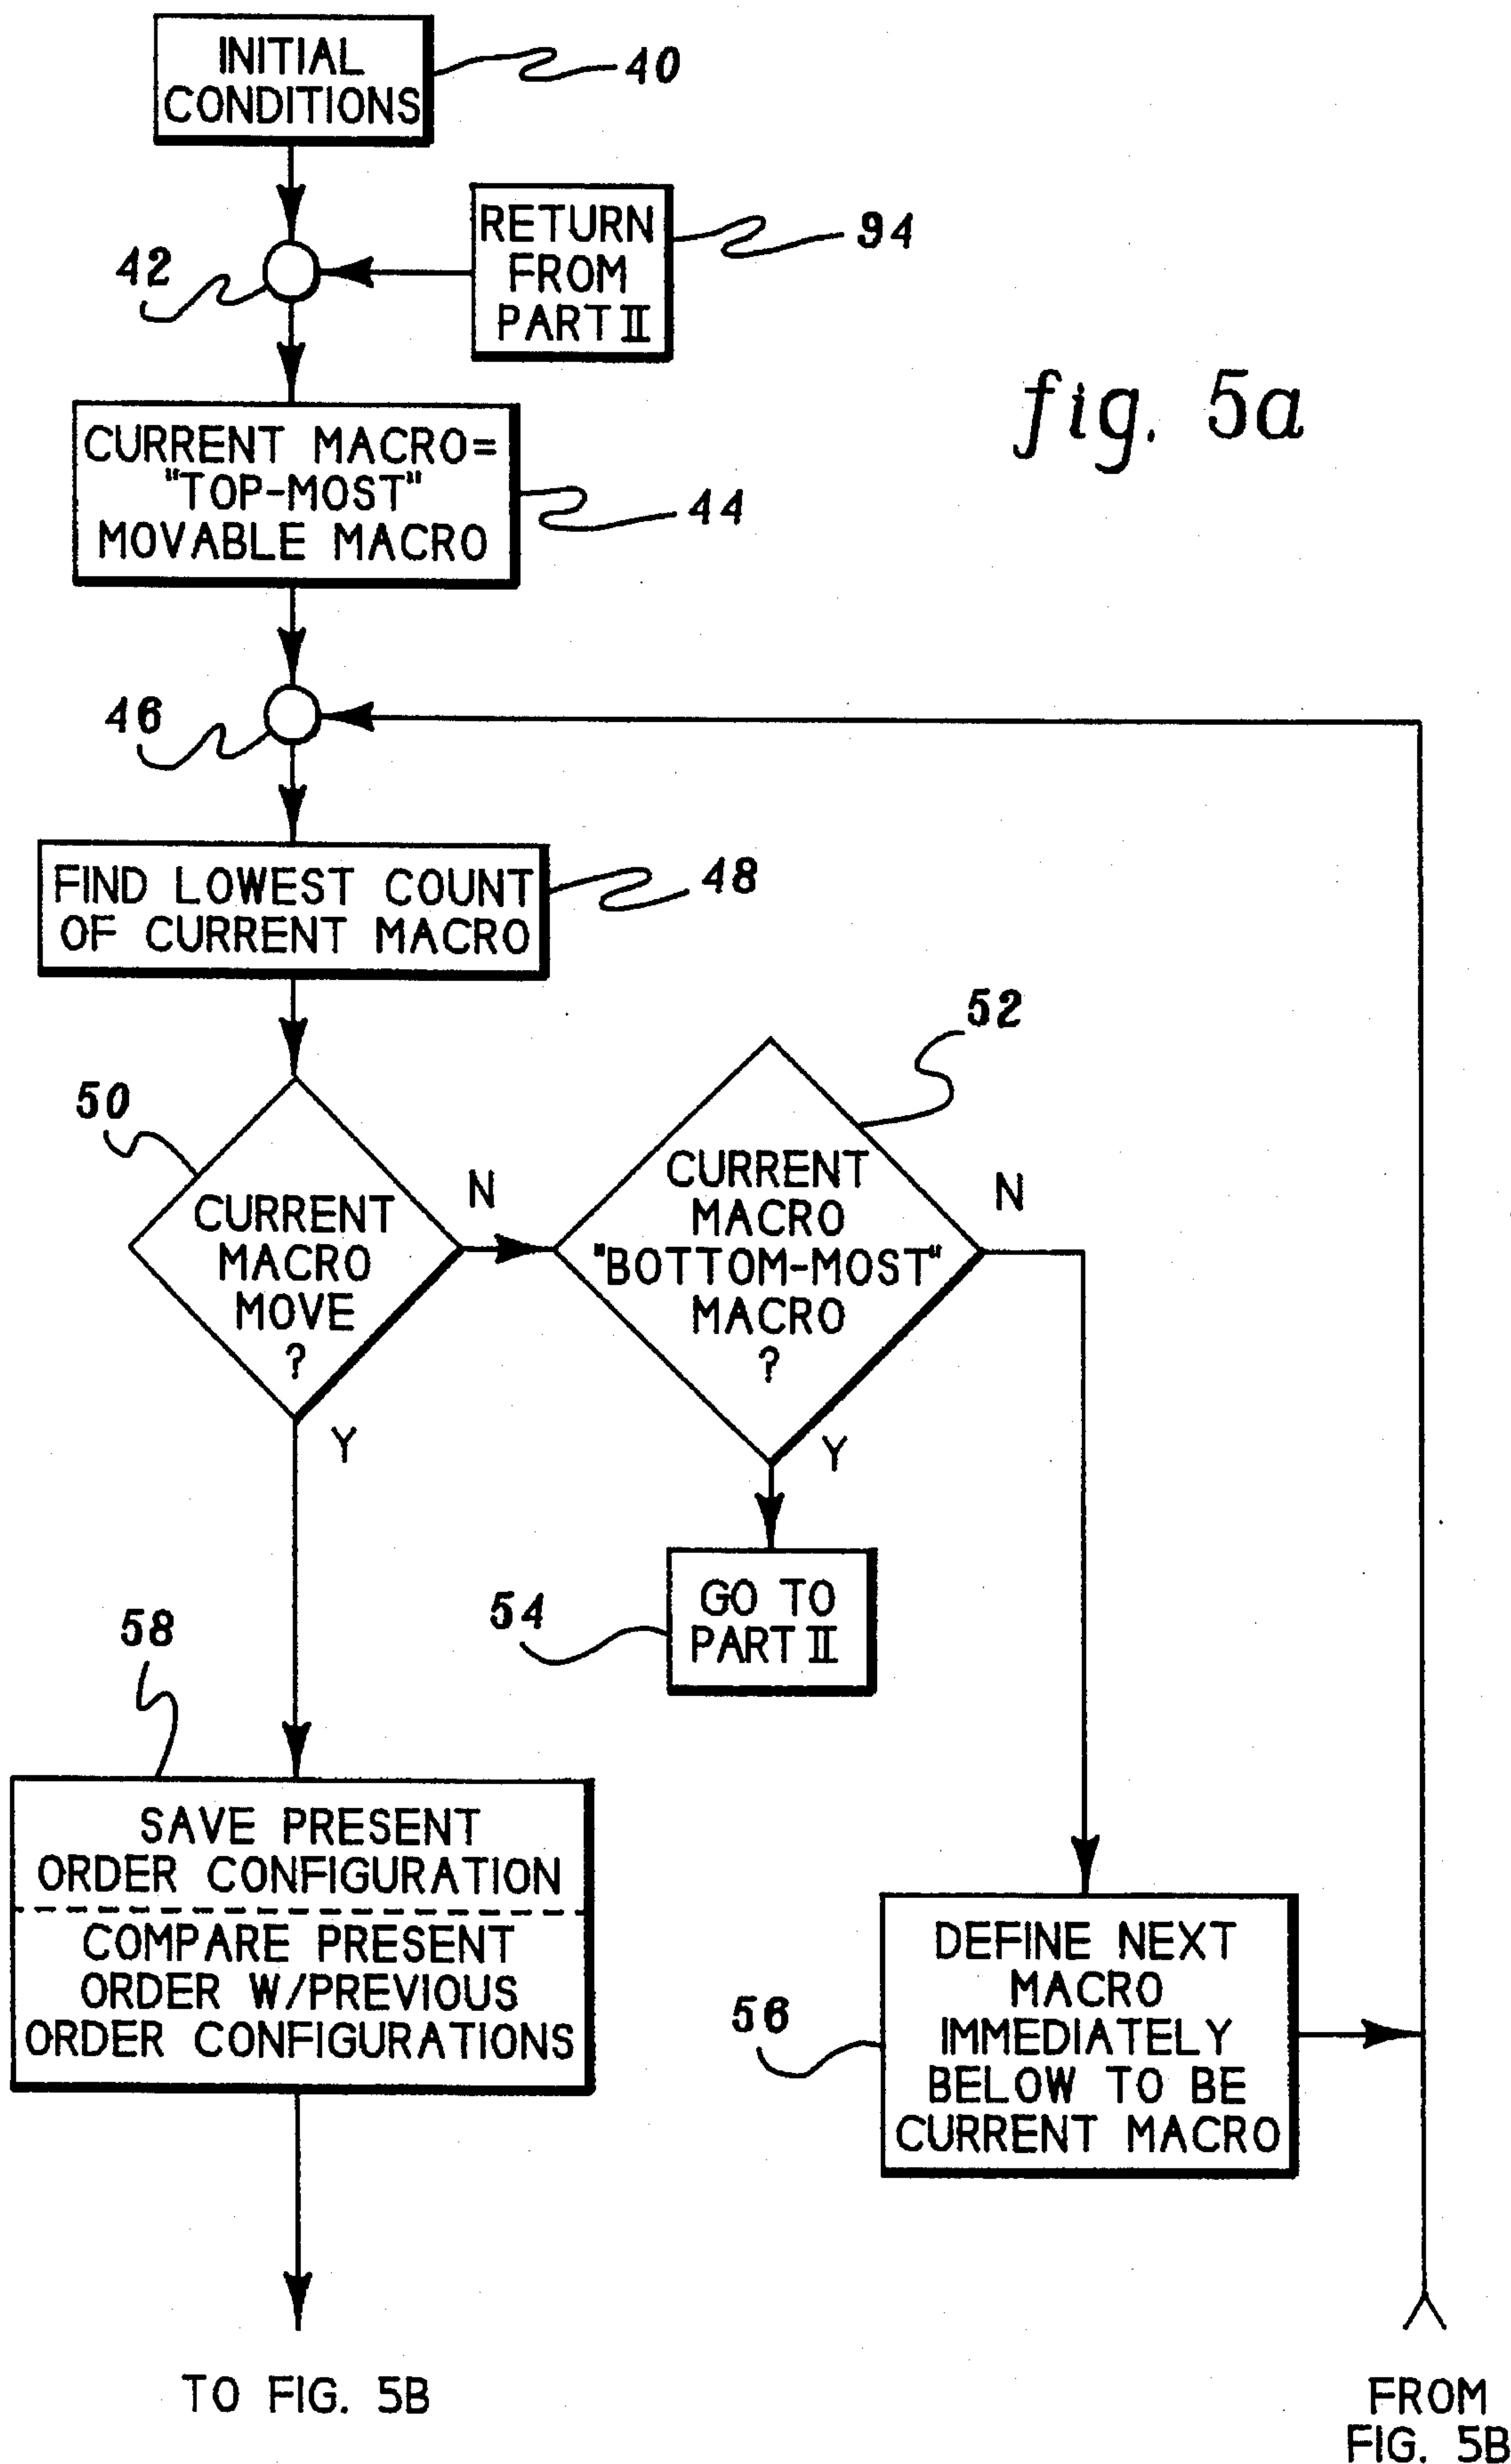 INITIAL
CONDITIONS
40
RETURN
FROM
PART II
94
42
fig. 5a
CURRENT MACRO=
"TOP-MOST"
MOVABLE MACRO
44
46
FIND LOWEST COUNT
OF CURRENT MACRO
48
52
50
CURRENT
MACRO
MOVE
?
N
Y
CURRENT
MACRO
"BOTTOM-MOST"
MACRO
?
N
Y
54
GO TO
PART II
58
SAVE PRESENT
ORDER CONFIGURATION
COMPARE PRESENT
ORDER W/PREVIOUS
ORDER CONFIGURATIONS
56
DEFINE NEXT
MACRO
IMMEDIATELY
BELOW TO BE
CURRENT MACRO
TO FIG. 5B
FROM
FIG. 5B